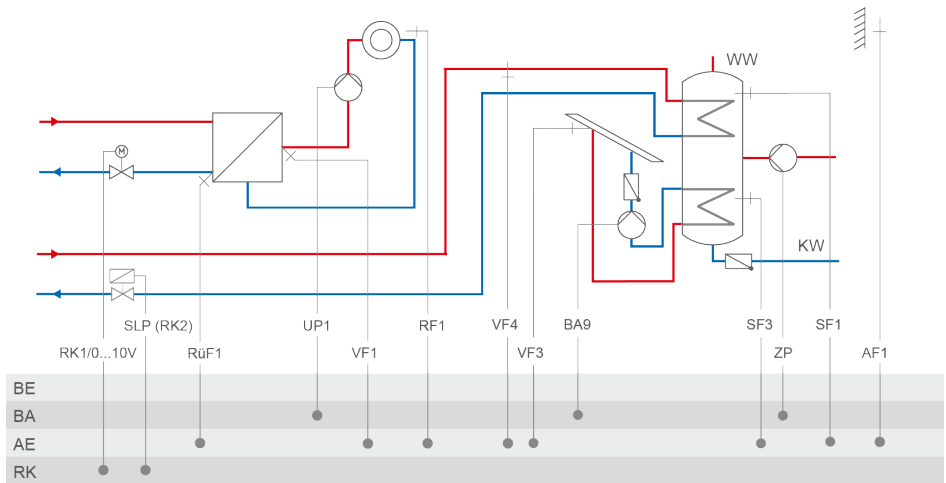 WW
M
KW
SLP (RK2) UP1 RF1 VF4 BA9 SF3 SF1
RK1/0...10V RüF1 VF1 VF3 ZP AF1
BE
BA
AE
RK